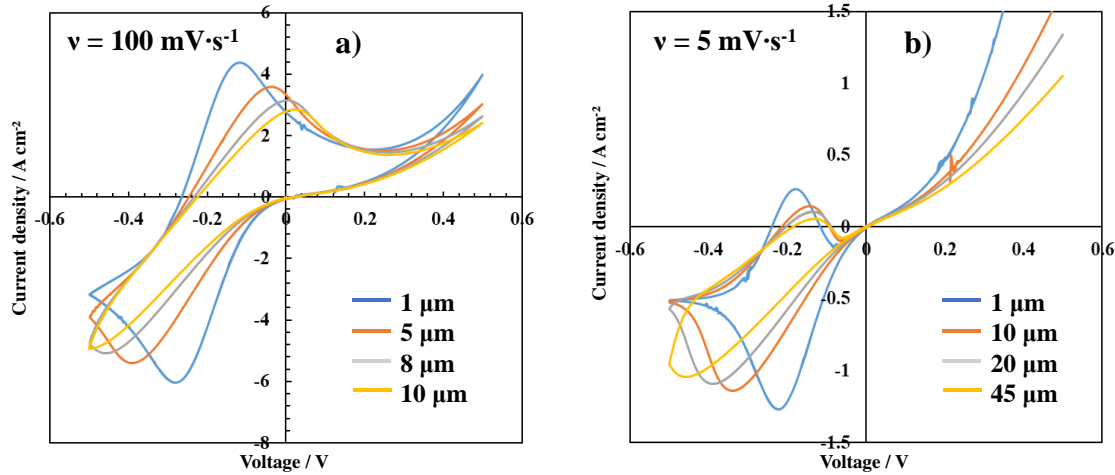 ν = 100 mV·s-1
a)
6
4
2
0
-2
-4
-6
-8
-0.6
-0.4
-0.2
0
0.2
0.4
0.6
Current density / A cm-2
Voltage / V
1 μm
5 μm
8 μm
10 μm
ν = 5 mV·s-1
b)
1.5
1
0.5
0
-0.5
-1
-1.5
-0.6
-0.4
-0.2
0
0.2
0.4
0.6
Current density / A cm-2
Voltage / V
1 μm
10 μm
20 μm
45 μm